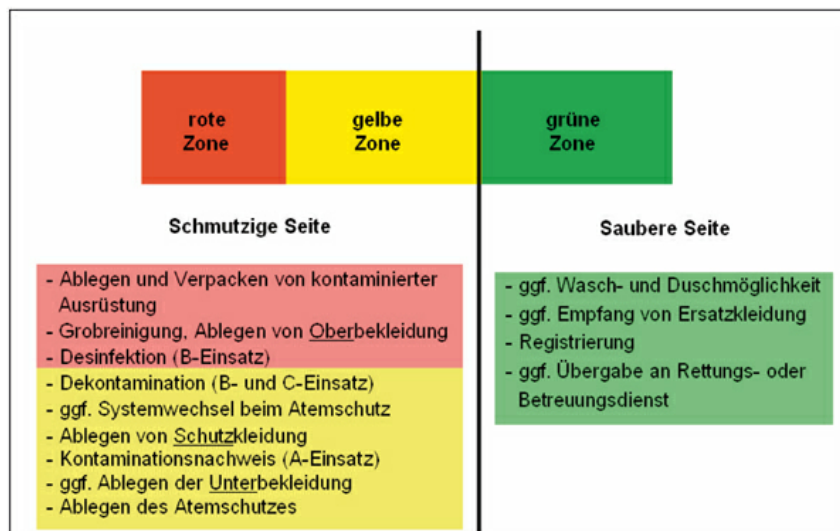 rote
Zone
gelbe
Zone
grüne
Zone
Schmutzige Seite
Saubere Seite
- Ablegen und Verpacken von kontaminierter
Ausrüstung
- Grobreinigung, Ablegen von Oberbekleidung
- Desinfektion (B-Einsatz)
- Dekontamination (B- und C-Einsatz)
- ggf. Systemwechsel beim Atemschutz
- Ablegen von Schutzkleidung
- Kontaminationsnachweis (A-Einsatz)
- ggf. Ablegen der Unterbekleidung
- Ablegen des Atemschutzes
- ggf. Wasch- und Duschmöglichkeit
- ggf. Empfang von Ersatzkleidung
- Registrierung
- ggf. Übergabe an Rettungs- oder
Betreuungsdienst